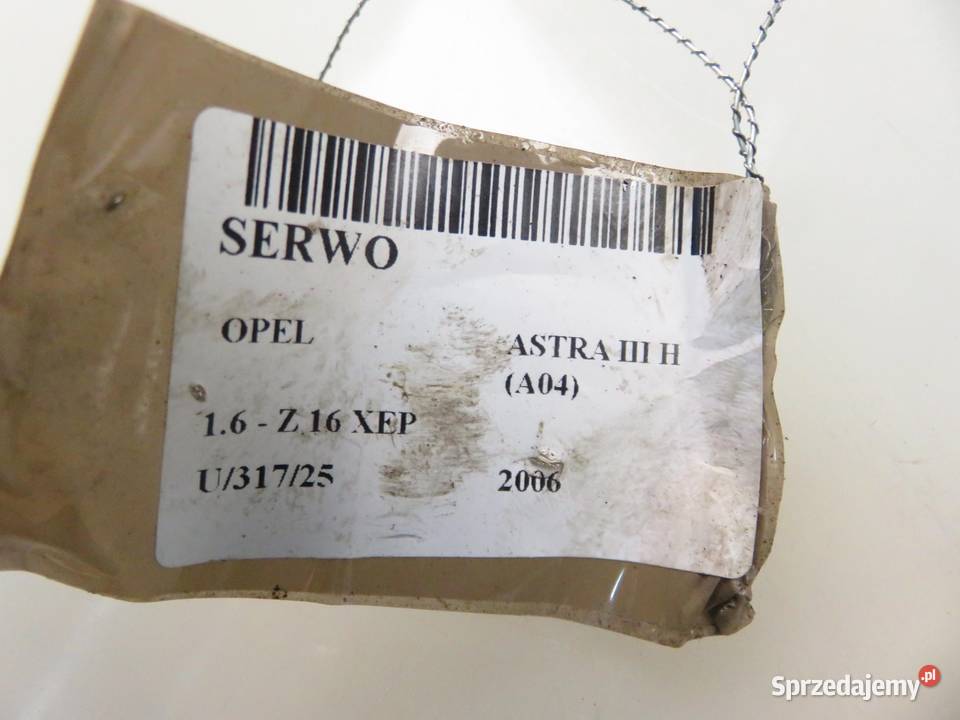 SERWO
OPEL ASTRA III H
(A04)
1.6 - Z 16 XEP
U/317/25 2006
Sprzedajemy.pl